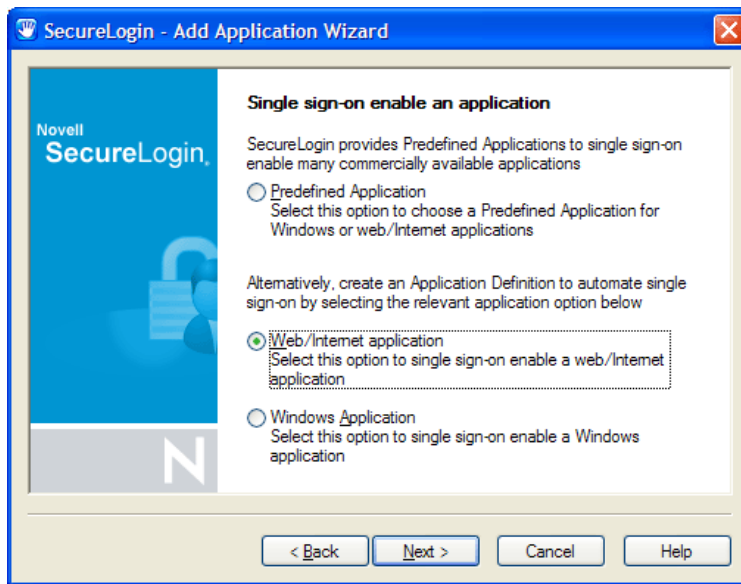 SecureLogin - Add Application Wizard
Single sign-on enable an application
Novell
SecureLogin.
SecureLogin provides Predefined Applications to single sign-on
enable many commercially available applications
Predefined Application
Select this option to choose a Predefined Application for
Windows or web/Internet applications
Alternatively, create an Application Definition to automate single
sign-on by selecting the relevant application option below
Web/Internet application
Select this option to single sign-on enable a web/Internet
application
Windows Application
Select this option to single sign-on enable a Windows
application
N
< Back
Next >
Cancel
Help